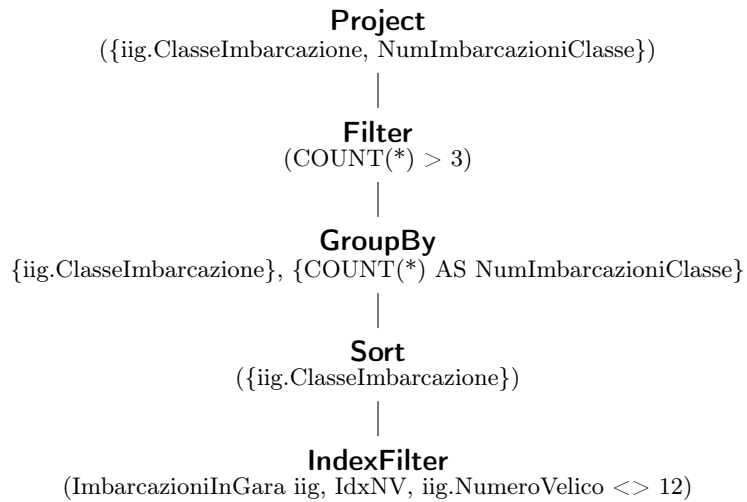 Project
({iig.ClasseImbarcazione, NumImbarcazioniClasse})
Filter
(COUNT(*) > 3)
GroupBy
{iig.ClasseImbarcazione}, {COUNT(*) AS NumImbarcazioniClasse}
Sort
({iig.ClasseImbarcazione})
IndexFilter
(ImbarcazioniInGara iig, IdxNV, iig.NumeroVelico <> 12)